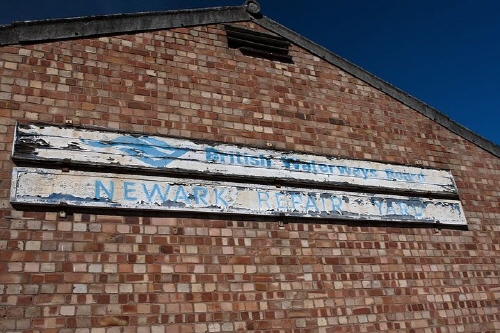 British Waterways Board
NEWARK REPAIR YARD